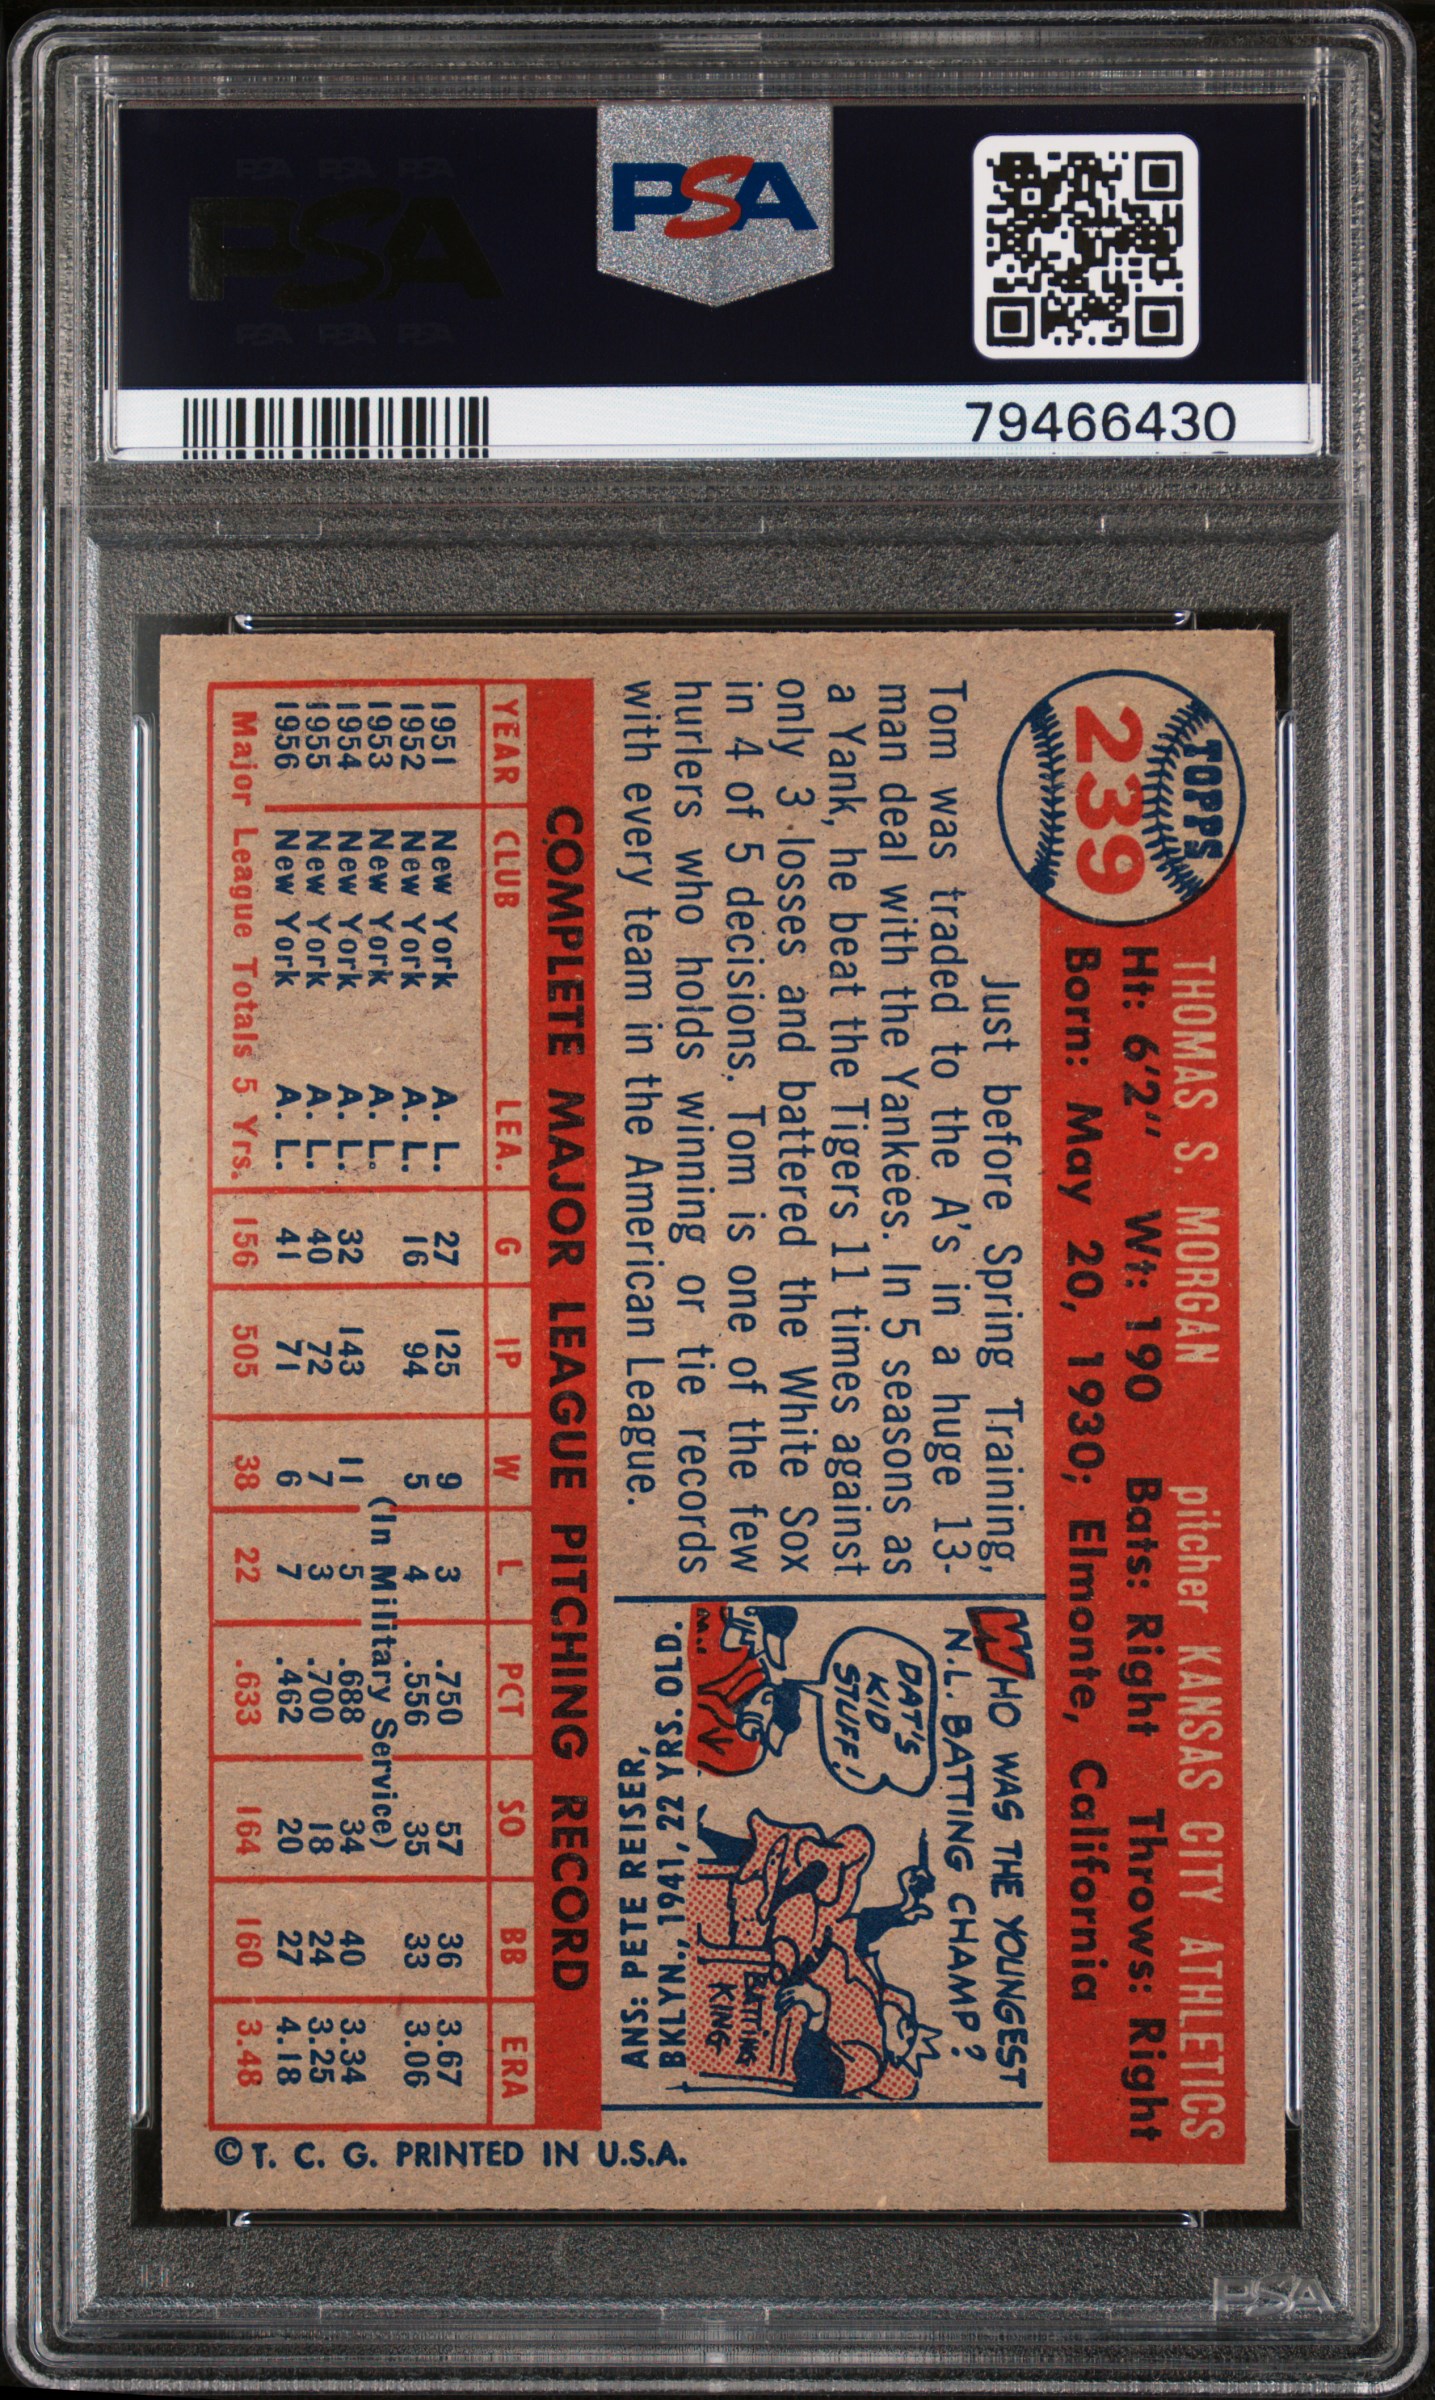 PSA PSA PSA
PSA
PSA PSA PSA
PSA
79466430
TOPPS
239
THOMAS S. MORGAN pitcher KANSAS CITY ATHLETICS
Ht: 6'2" Wt: 190 Bats: Right Throws: Right
Born: May 20, 1930; Elmonte, California
Just before Spring Training,
Tom was traded to the A's in a huge 13-
man deal with the Yankees. In 5 seasons as
a Yank, he beat the Tigers 11 times against
only 3 losses and battered the White Sox
in 4 of 5 decisions. Tom is one of the few
hurlers who holds winning or tie records
with every team in the American League.
WHO WAS THE YOUNGEST
N.L. BATTING CHAMP?
DAT'S
KID
STUFF!
BATTING
KING
ANS: PETE REISER,
BKLYN., 1941, 22 YRS. OLD.
COMPLETE MAJOR LEAGUE PITCHING RECORD
YEAR CLUB LEA. G IP W L PCT SO BB ERA
1951 New York A. L. 27 125 9 3 .750 57 36 3.67
1952 New York A. L. 16 94 5 4 .556 35 33 3.06
1953 New York A. L. (In Military Service)
1954 New York A. L. 32 143 11 5 .688 34 40 3.34
1955 New York A. L. 40 72 7 3 .700 18 24 3.25
1956 New York A. L. 41 71 6 7 .462 20 27 4.18
Major League Totals 5 Yrs. 156 505 38 22 .633 164 160 3.48
© T. C. G. PRINTED IN U.S.A.
PSA